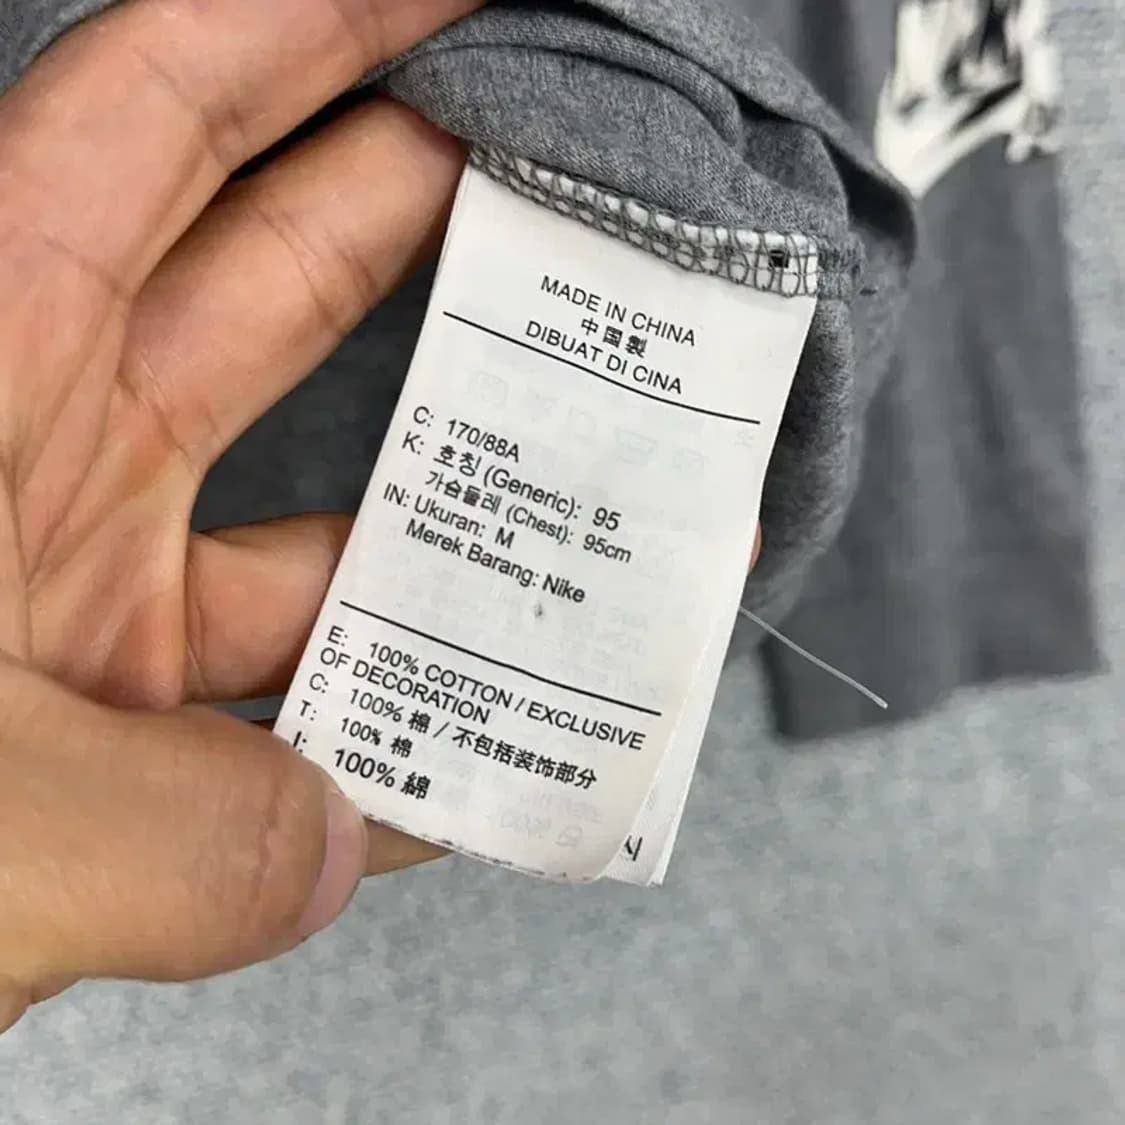 MADE IN CHINA
中国製
DIBUAT DI CINA
C: 170/88A
K: 호칭 (Generic): 95
가슴둘레 (Chest): 95cm
IN: Ukuran: M
Merek Barang: Nike
E: 100% COTTON / EXCLUSIVE
OF DECORATION
C: 100% 棉 / 不包括装饰部分
T: 100% 棉
J: 100% 綿